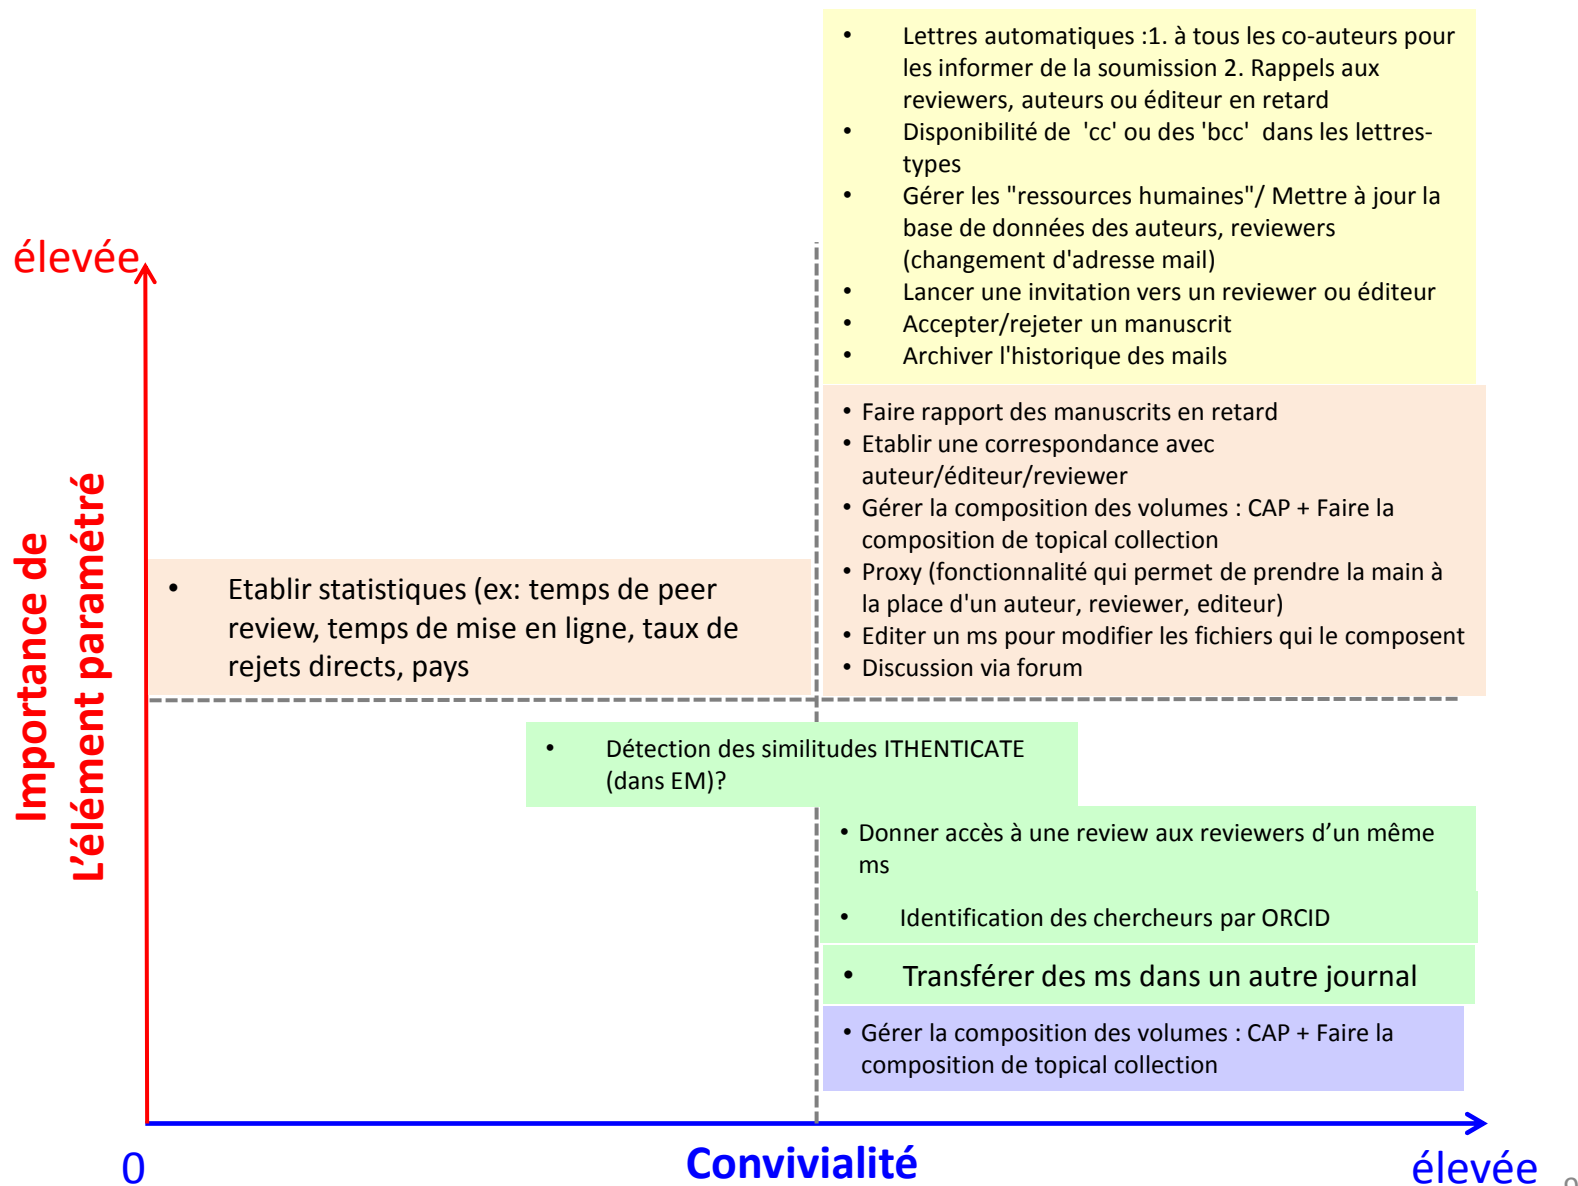 • Lettres automatiques :1. à tous les co-auteurs pour
les informer de la soumission 2. Rappels aux
reviewers, auteurs ou éditeur en retard
• Disponibilité de 'cc' ou des 'bcc' dans les lettres-
types
• Gérer les "ressources humaines"/ Mettre à jour la
base de données des auteurs, reviewers
(changement d'adresse mail)
• Lancer une invitation vers un reviewer ou éditeur
• Accepter/rejeter un manuscrit
• Archiver l'historique des mails
élevée
• Faire rapport des manuscrits en retard
• Etablir une correspondance avec
auteur/éditeur/reviewer
• Gérer la composition des volumes : CAP + Faire la
composition de topical collection
• Proxy (fonctionnalité qui permet de prendre la main à
la place d'un auteur, reviewer, editeur)
• Editer un ms pour modifier les fichiers qui le composent
• Discussion via forum
Importance de
L'élément paramétré
• Etablir statistiques (ex: temps de peer
review, temps de mise en ligne, taux de
rejets directs, pays
• Détection des similitudes ITHENTICATE
(dans EM)?
• Donner accès à une review aux reviewers d’un même
ms
• Identification des chercheurs par ORCID
• Transférer des ms dans un autre journal
• Gérer la composition des volumes : CAP + Faire la
composition de topical collection
0
Convivialité
élevée